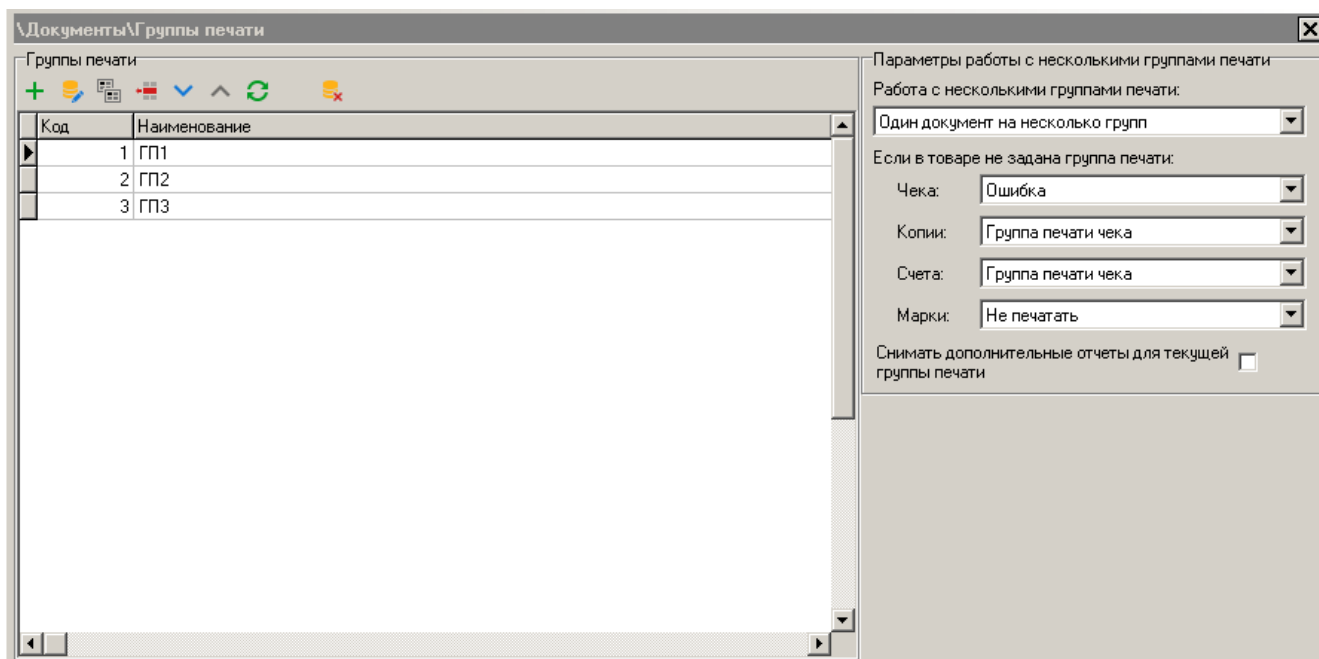 \Документы\Группы печати
Группы печати
Код Наименование
1 ГП1
2 ГП2
3 ГП3
Параметры работы с несколькими группами печати
Работа с несколькими группами печати:
Один документ на несколько групп
Если в товаре не задана группа печати:
Чека: Ошибка
Копии: Группа печати чека
Счета: Группа печати чека
Марки: Не печатать
Снимать дополнительные отчеты для текущей
группы печати